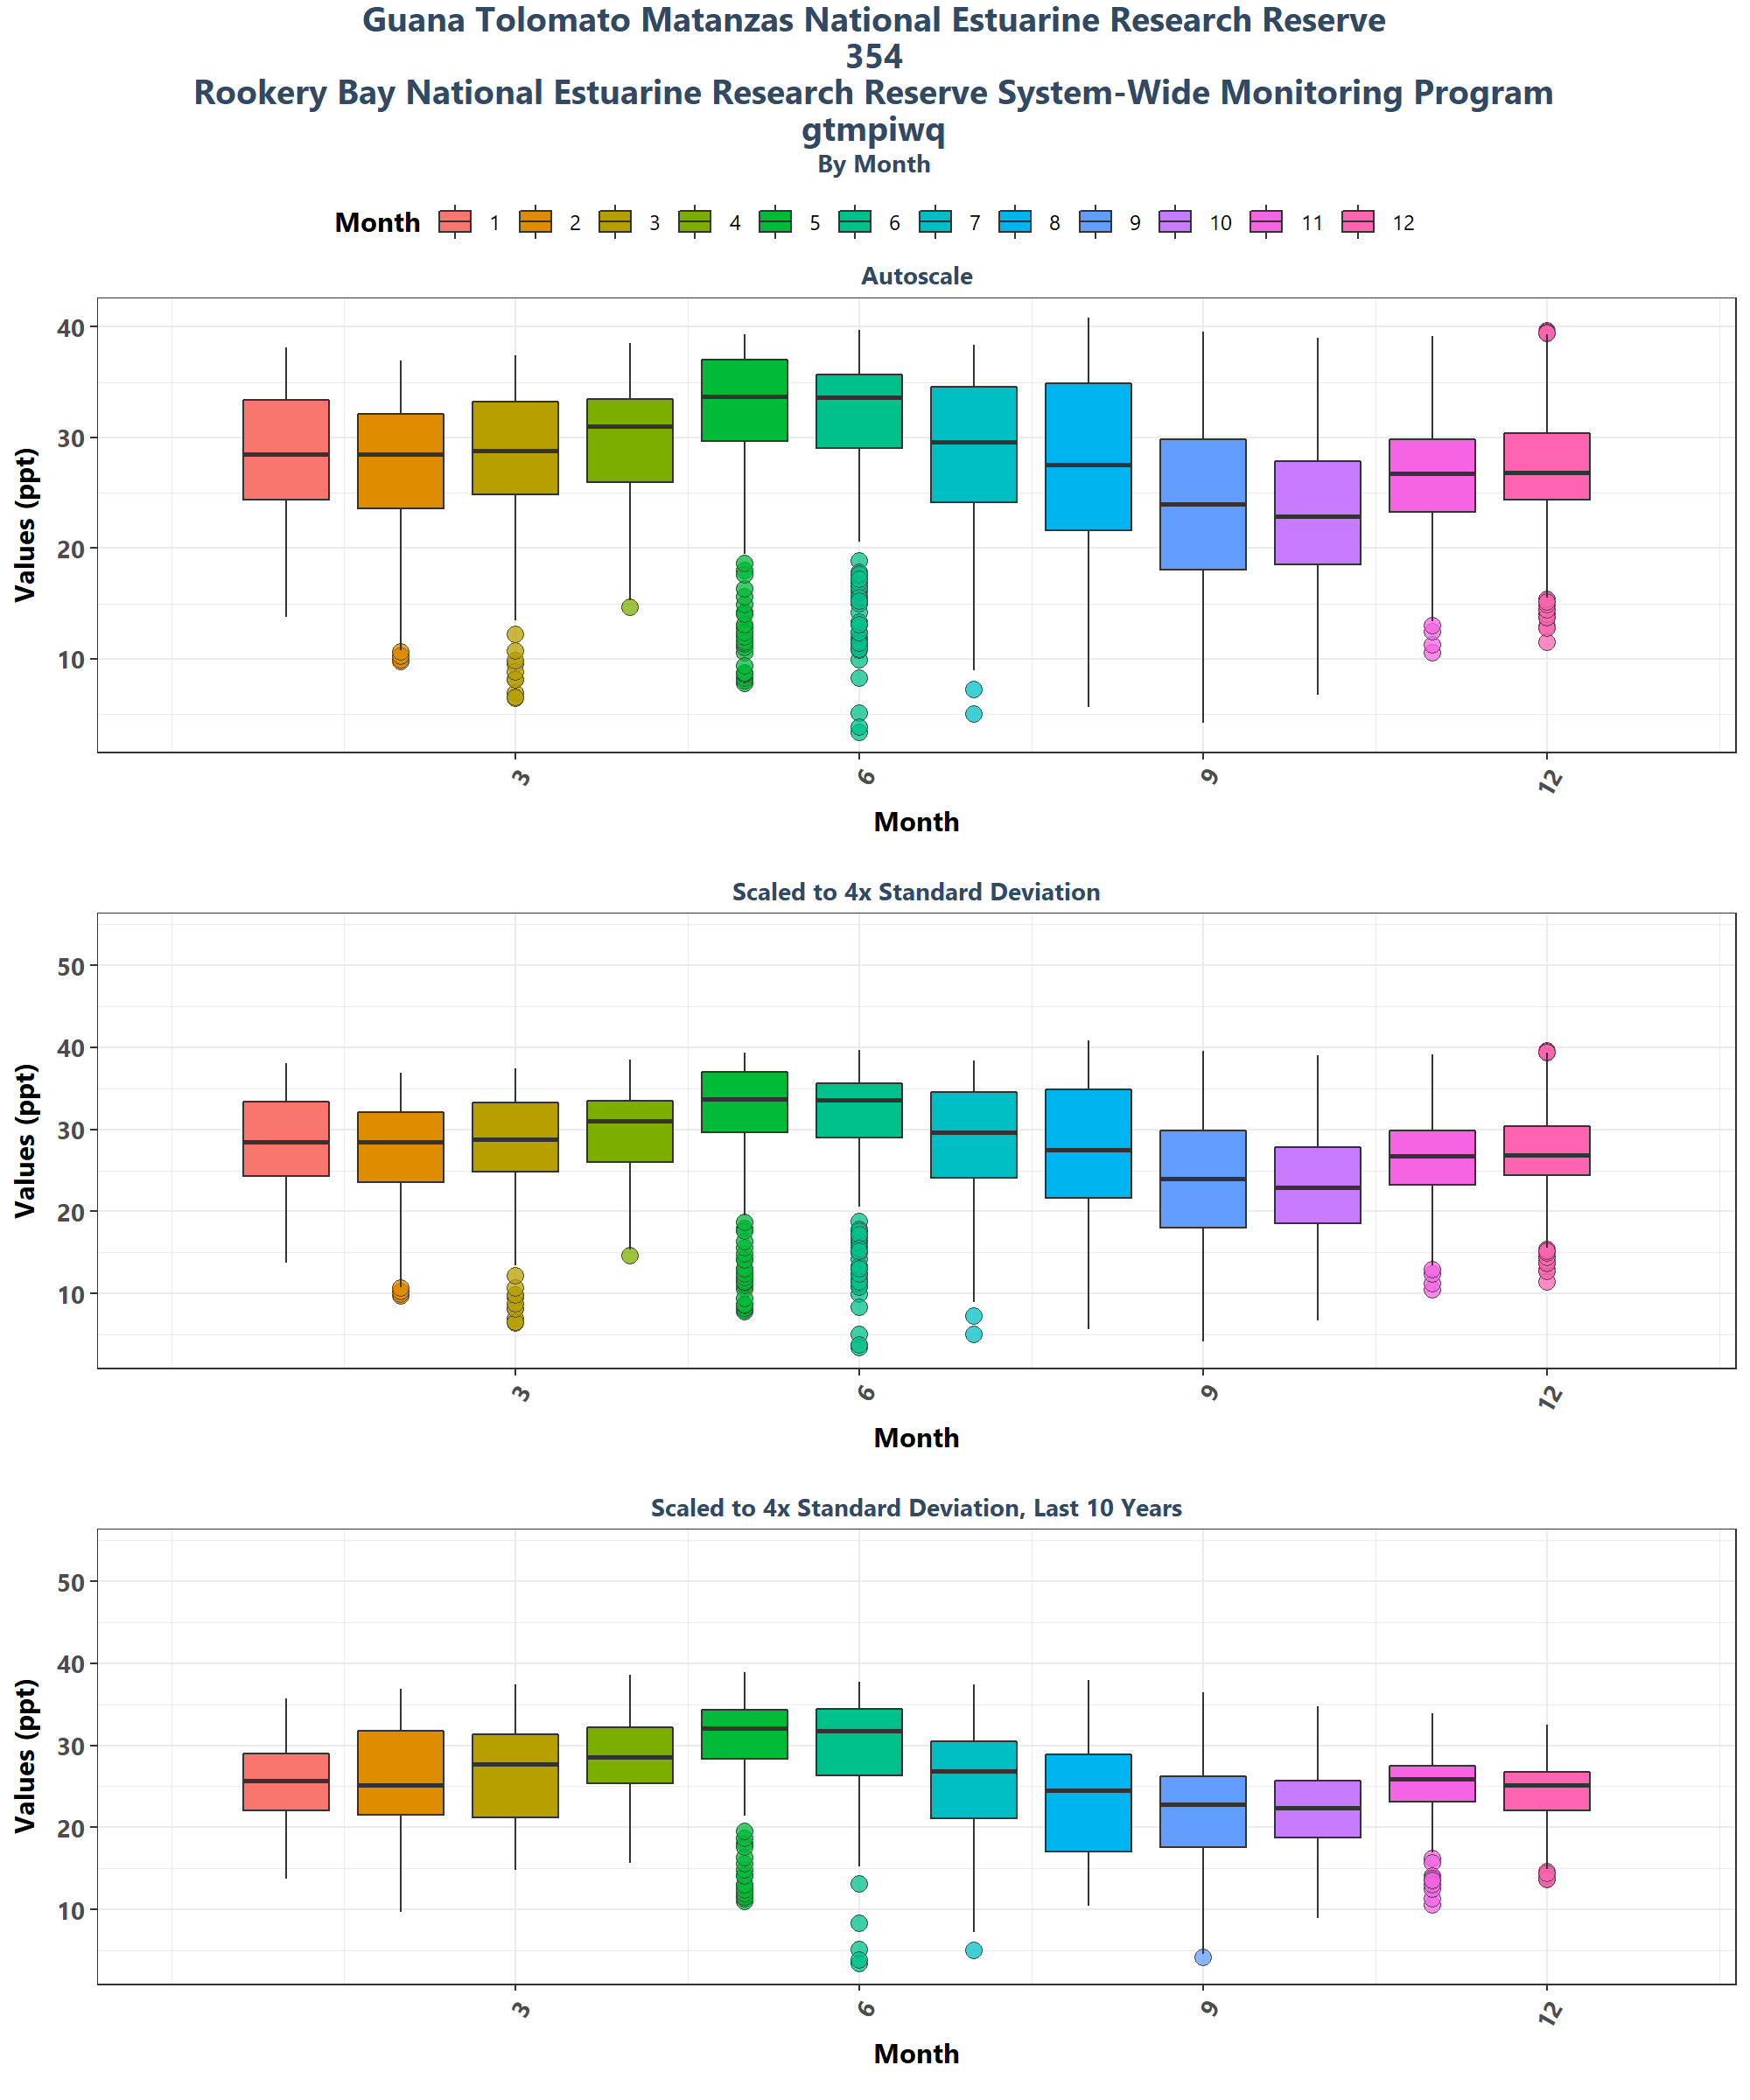 Guana Tolomato Matanzas National Estuarine Research Reserve
354
Rookery Bay National Estuarine Research Reserve System-Wide Monitoring Program
gtmpiwq
By Month
Month 1 2 3 4 5 6 7 8 9 10 11 12
Autoscale
40
30
20
10
Values (ppt)
3 6 9 12
Month
Scaled to 4x Standard Deviation
50
40
30
20
10
Values (ppt)
3 6 9 12
Month
Scaled to 4x Standard Deviation, Last 10 Years
50
40
30
20
10
Values (ppt)
3 6 9 12
Month